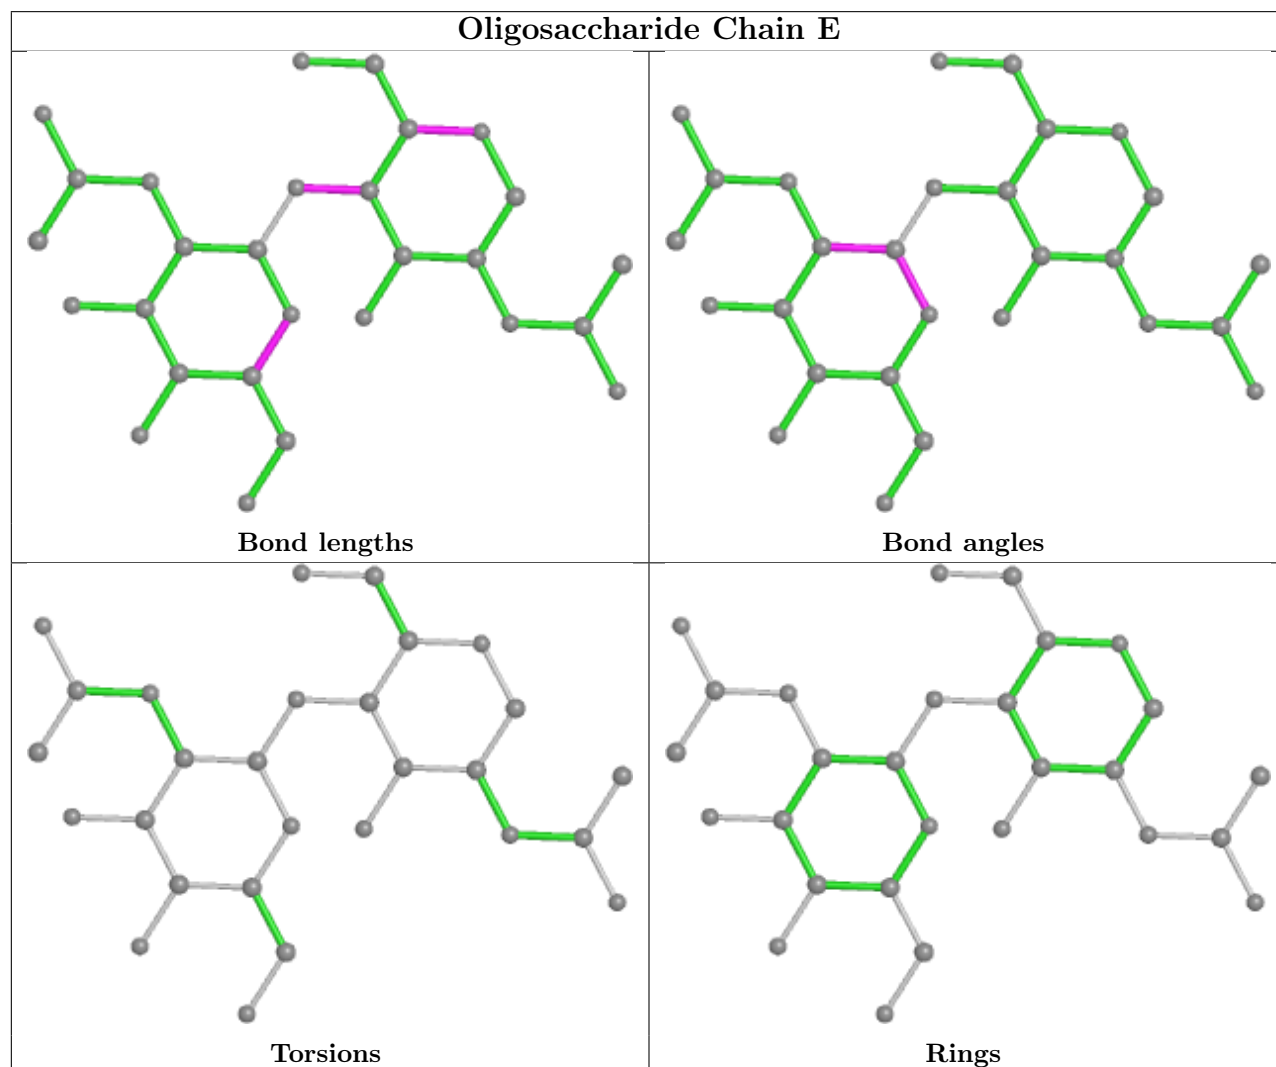 Oligosaccharide Chain E
Bond lengths
Bond angles
Torsions
Rings